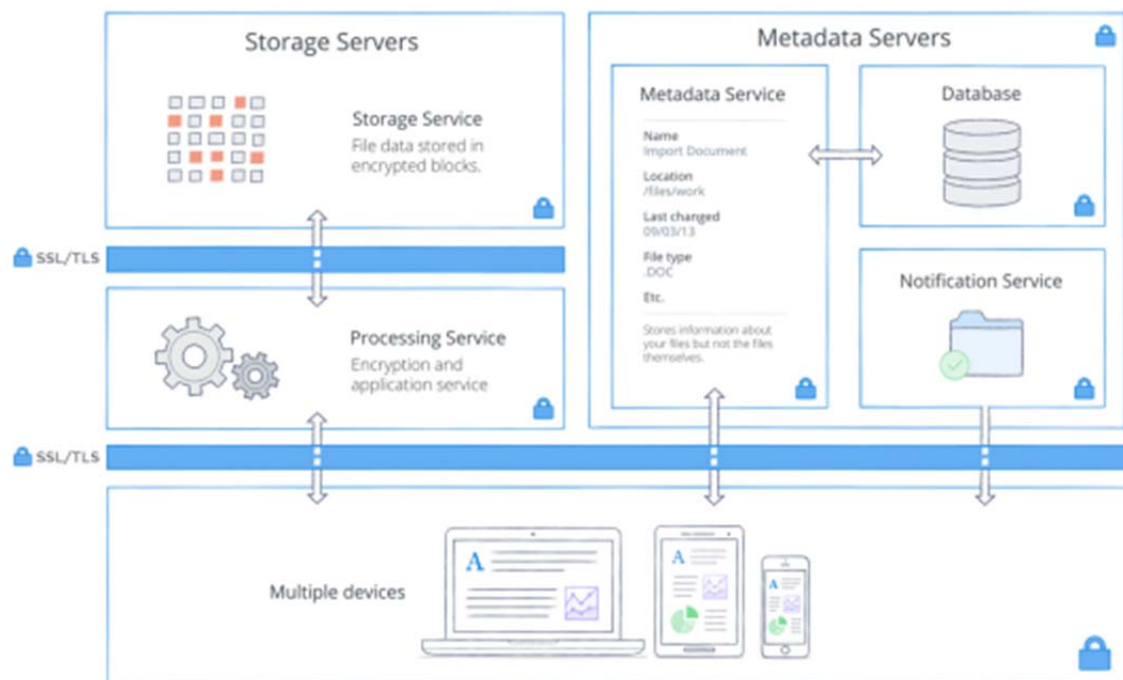 Storage Servers
Storage Service
File data stored in
encrypted blocks.
SSL/TLS
Processing Service
Encryption and
application service
Metadata Servers
Metadata Service
Name
Import Document
Location
/files/work
Last changed
09/03/13
File type
.DOC
Etc.
Stores information about
your files but not the files
themselves.
Database
Notification Service
SSL/TLS
Multiple devices
A
A
A